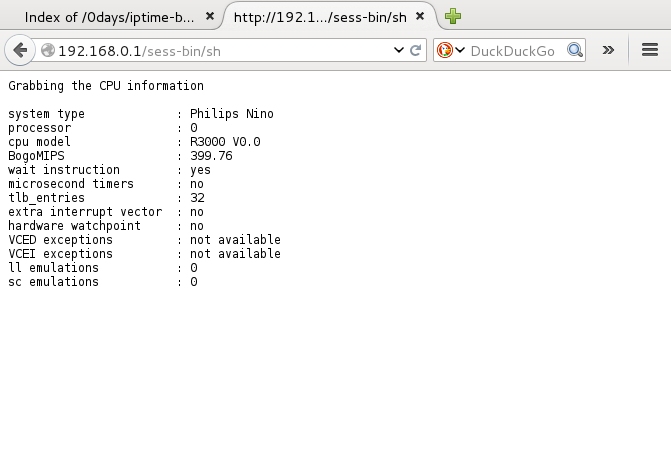 Index of /0days/iptime-b...
http://192.1.../sess-bin/sh
192.168.0.1/sess-bin/sh
DuckDuckGo
Grabbing the CPU information
system type : Philips Nino
processor : 0
cpu model : R3000 V0.0
BogoMIPS : 399.76
wait instruction : yes
microsecond timers : no
tlb_entries : 32
extra interrupt vector : no
hardware watchpoint : no
VCED exceptions : not available
VCEI exceptions : not available
ll emulations : 0
sc emulations : 0